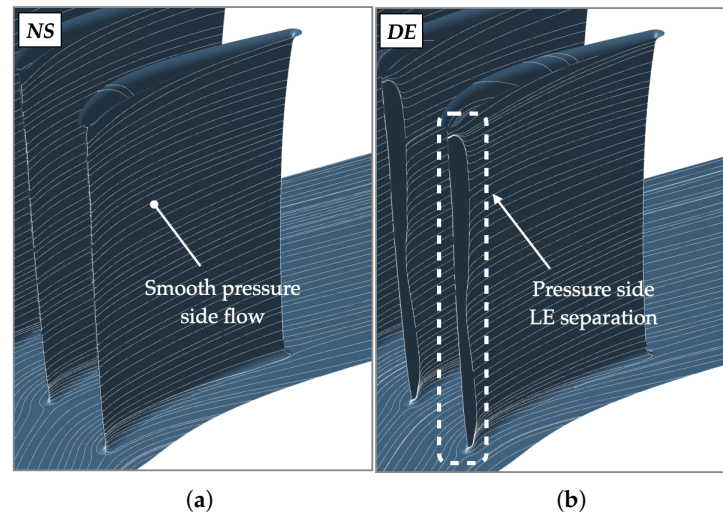 NS
DE
Smooth pressure
side flow
Pressure side
LE separation
(a)
(b)